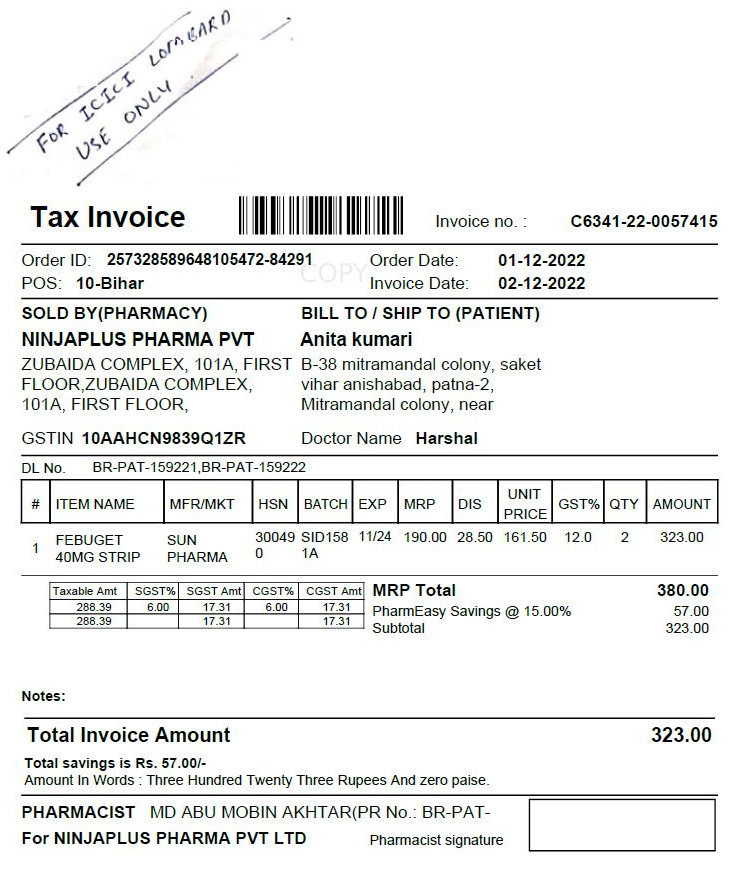 FOR ICICI LOMBARD
USE ONLY
Tax Invoice
Invoice no. : C6341-22-0057415
Order ID: 257328589648105472-84291 Order Date: 01-12-2022
COPY
POS: 10-Bihar Invoice Date: 02-12-2022
SOLD BY(PHARMACY) BILL TO / SHIP TO (PATIENT)
NINJAPLUS PHARMA PVT Anita kumari
ZUBAIDA COMPLEX, 101A, FIRST B-38 mitramandal colony, saket
FLOOR,ZUBAIDA COMPLEX, vihar anishabad, patna-2,
101A, FIRST FLOOR, Mitramandal colony, near
GSTIN 10AAHCN9839Q1ZR Doctor Name Harshal
DL No. BR-PAT-159221,BR-PAT-159222
# ITEM NAME MFR/MKT HSN BATCH EXP MRP DIS UNIT PRICE GST% QTY AMOUNT
1 FEBUGET SUN 30049 SID158 11/24 190.00 28.50 161.50 12.0 2 323.00
40MG STRIP PHARMA 0 1A
Taxable Amt SGST% SGST Amt CGST% CGST Amt MRP Total 380.00
288.39 6.00 17.31 6.00 17.31 PharmEasy Savings @ 15.00% 57.00
288.39 17.31 17.31 Subtotal 323.00
Notes:
Total Invoice Amount 323.00
Total savings is Rs. 57.00/-
Amount In Words : Three Hundred Twenty Three Rupees And zero paise.
PHARMACIST MD ABU MOBIN AKHTAR(PR No.: BR-PAT-
For NINJAPLUS PHARMA PVT LTD Pharmacist signature